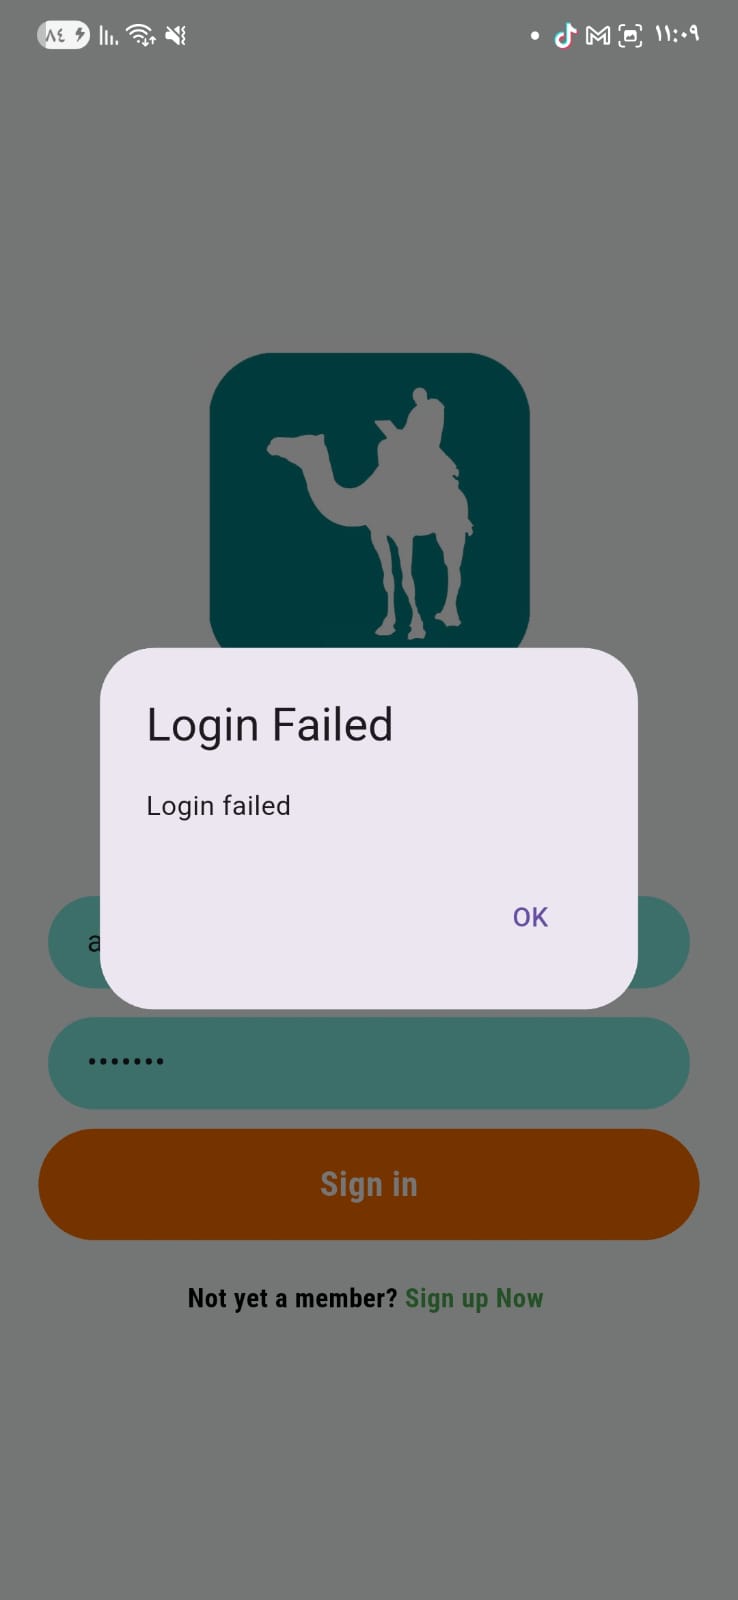 ٨٤
١١:٠٩
Login Failed
Login failed
OK
a
•••••••
Sign in
Not yet a member? Sign up Now